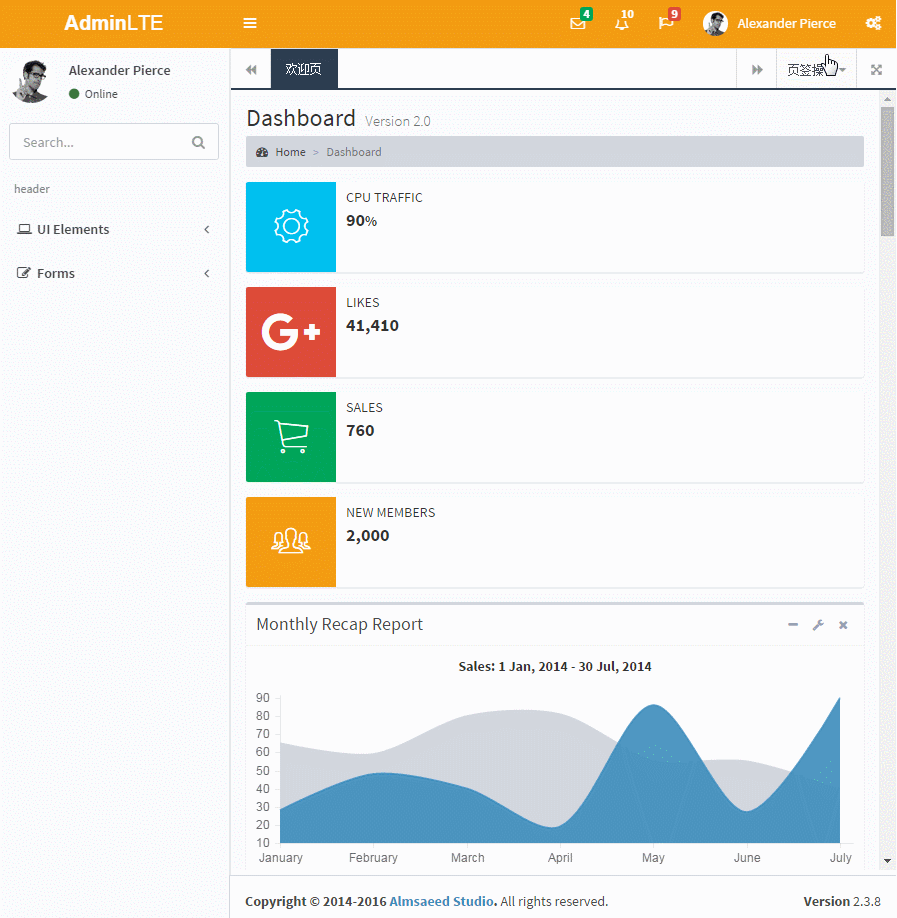 AdminLTE
4
10
9
Alexander Pierce
Alexander Pierce
Online
Search...
header
UI Elements
Forms
欢迎页
页签操
Dashboard Version 2.0
Home > Dashboard
CPU TRAFFIC
90%
G+
LIKES
41,410
SALES
760
NEW MEMBERS
2,000
Monthly Recap Report
Sales: 1 Jan, 2014 - 30 Jul, 2014
90
80
70
60
50
40
30
20
10
January February March April May June July
Copyright © 2014-2016 Almsaeed Studio. All rights reserved.
Version 2.3.8